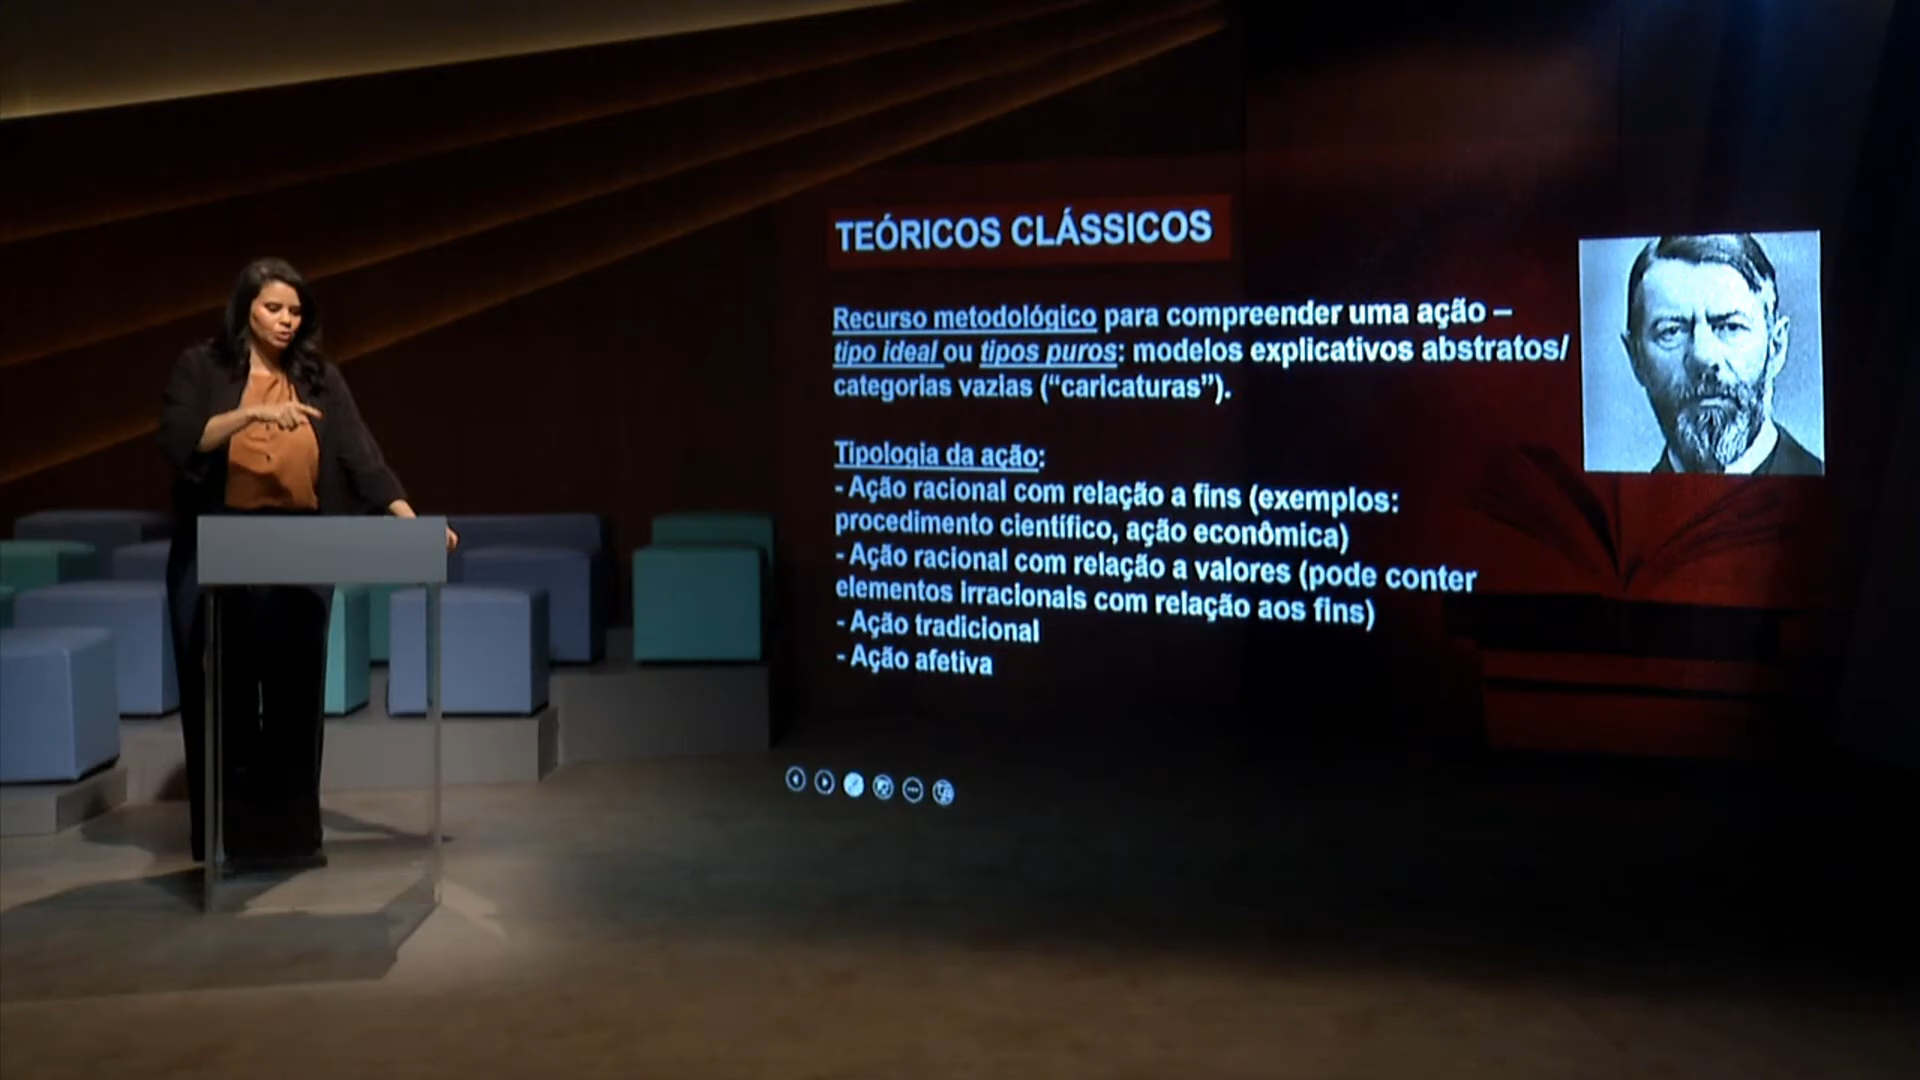 TEÓRICOS CLÁSSICOS
Recurso metodológico para compreender uma ação –
tipo ideal ou tipos puros: modelos explicativos abstratos/
categorias vazias (“caricaturas”).
Tipologia da ação:
- Ação racional com relação a fins (exemplos:
procedimento científico, ação econômica)
- Ação racional com relação a valores (pode conter
elementos irracionais com relação aos fins)
- Ação tradicional
- Ação afetiva